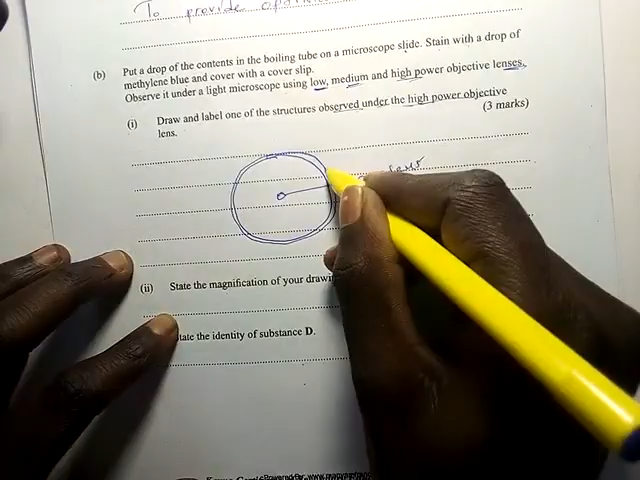 To provide
(b) Put a drop of the contents in the boiling tube on a microscope slide. Stain with a drop of
methylene blue and cover with a cover slip.
Observe it under a light microscope using low, medium and high power objective lenses.
(i) Draw and label one of the structures observed under the high power objective
lens.
(3 marks)
(ii) State the magnification of your drawi
tate the identity of substance D.